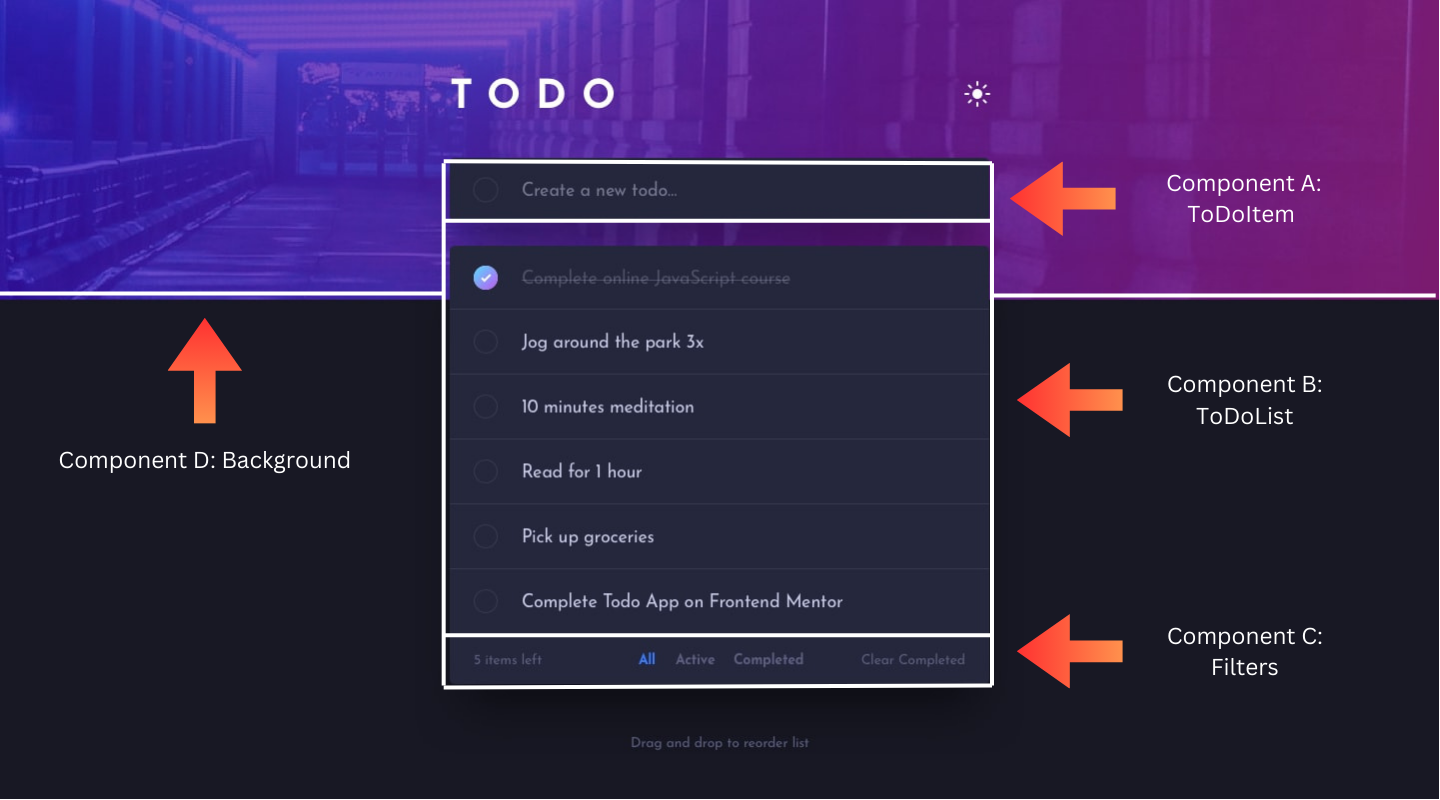 TODO
Create a new todo...
Component A:
ToDoItem
Complete online JavaScript course
Jog around the park 3x
Component B:
ToDoList
10 minutes meditation
Component D: Background
Read for 1 hour
Pick up groceries
Complete Todo App on Frontend Mentor
Component C:
Filters
5 items left
All Active Completed
Clear Completed
Drag and drop to reorder list